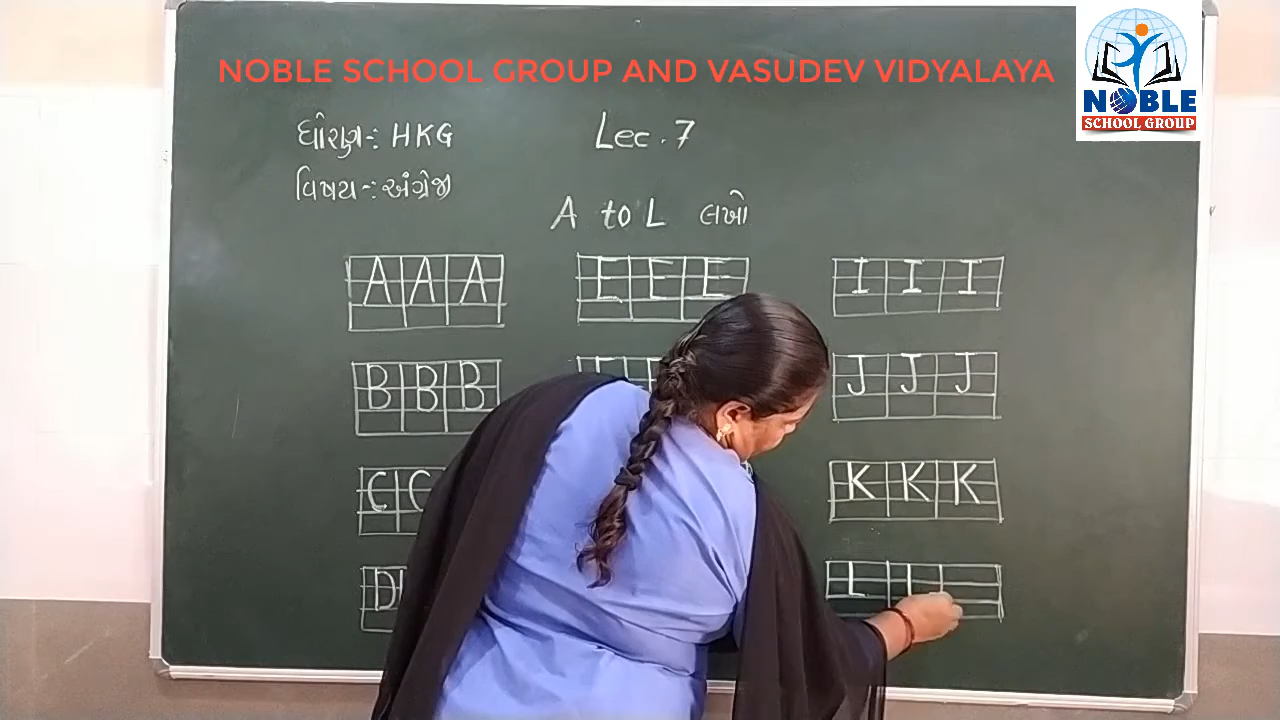 NOBLE SCHOOL GROUP AND VASUDEV VIDYALAYA
NOBLE
SCHOOL GROUP
ધોરણ :- HKG
Lec. 7
વિષય :- અંગ્રેજી
A to L લખો
A A A
E E E
I I I
B B B
J J J
C C
K K K
D
L L